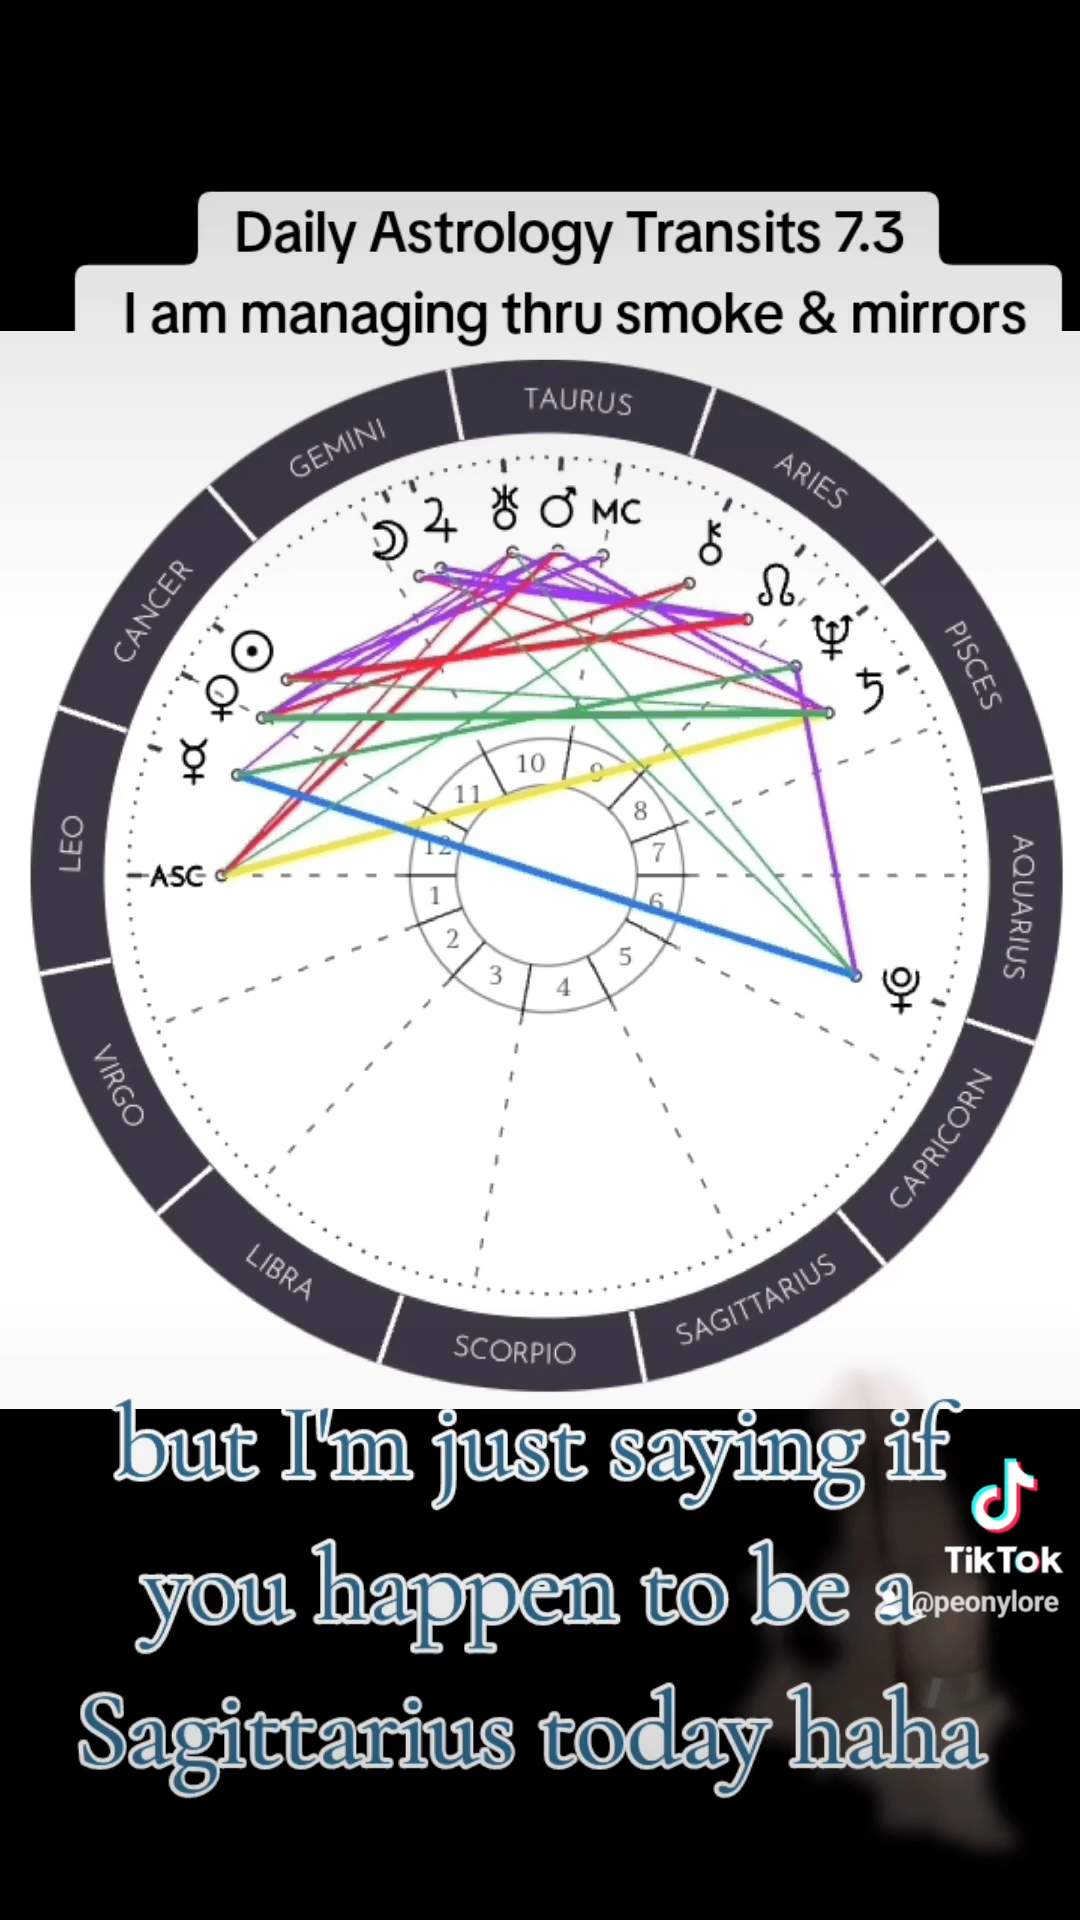 Daily Astrology Transits 7.3
I am managing thru smoke & mirrors
TAURUS
GEMINI
ARIES
MC
CANCER
PISCES
10
9
11
8
12
7
LEO
ASC
AQUARIUS
1
6
2
5
3
4
VIRGO
CAPRICORN
LIBRA
SAGITTARIUS
SCORPIO
but I'm just saying if
you happen to be a
Sagittarius today haha
TikTok
@peonylore